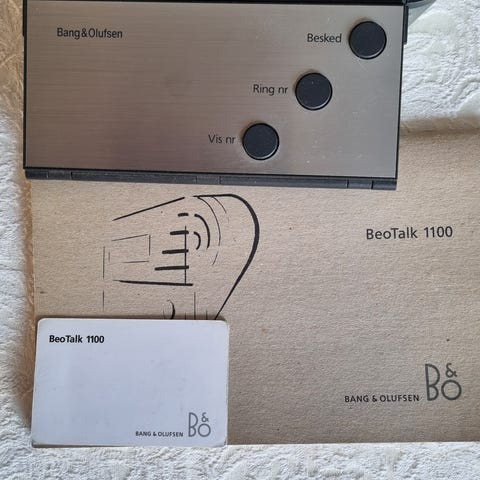 Bang & Olufsen
Besked
Ring nr
Vis nr
BeoTalk 1100
BANG & OLUFSEN B&O
BeoTalk 1100
BANG & OLUFSEN B&O